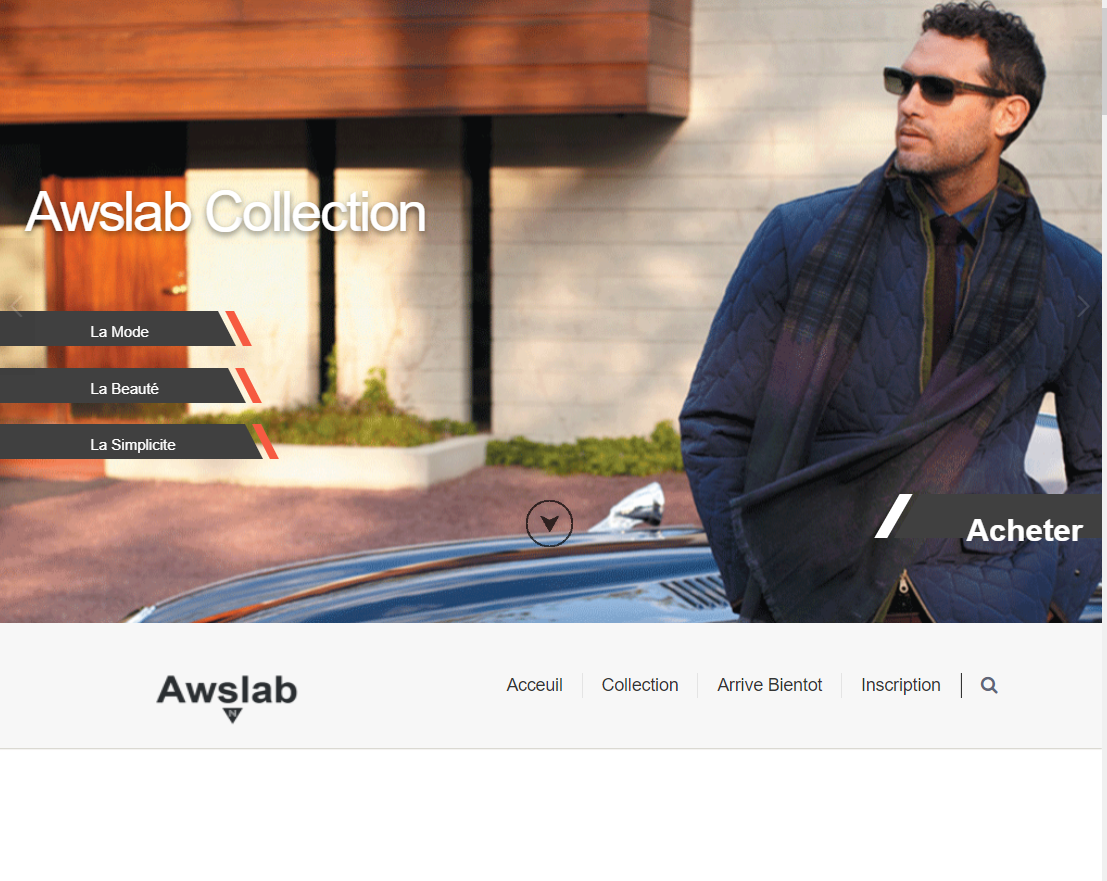 Awslab Collection
La Mode
La Beauté
La Simplicite
Acheter
Awslab
N
Acceuil
Collection
Arrive Bientot
Inscription